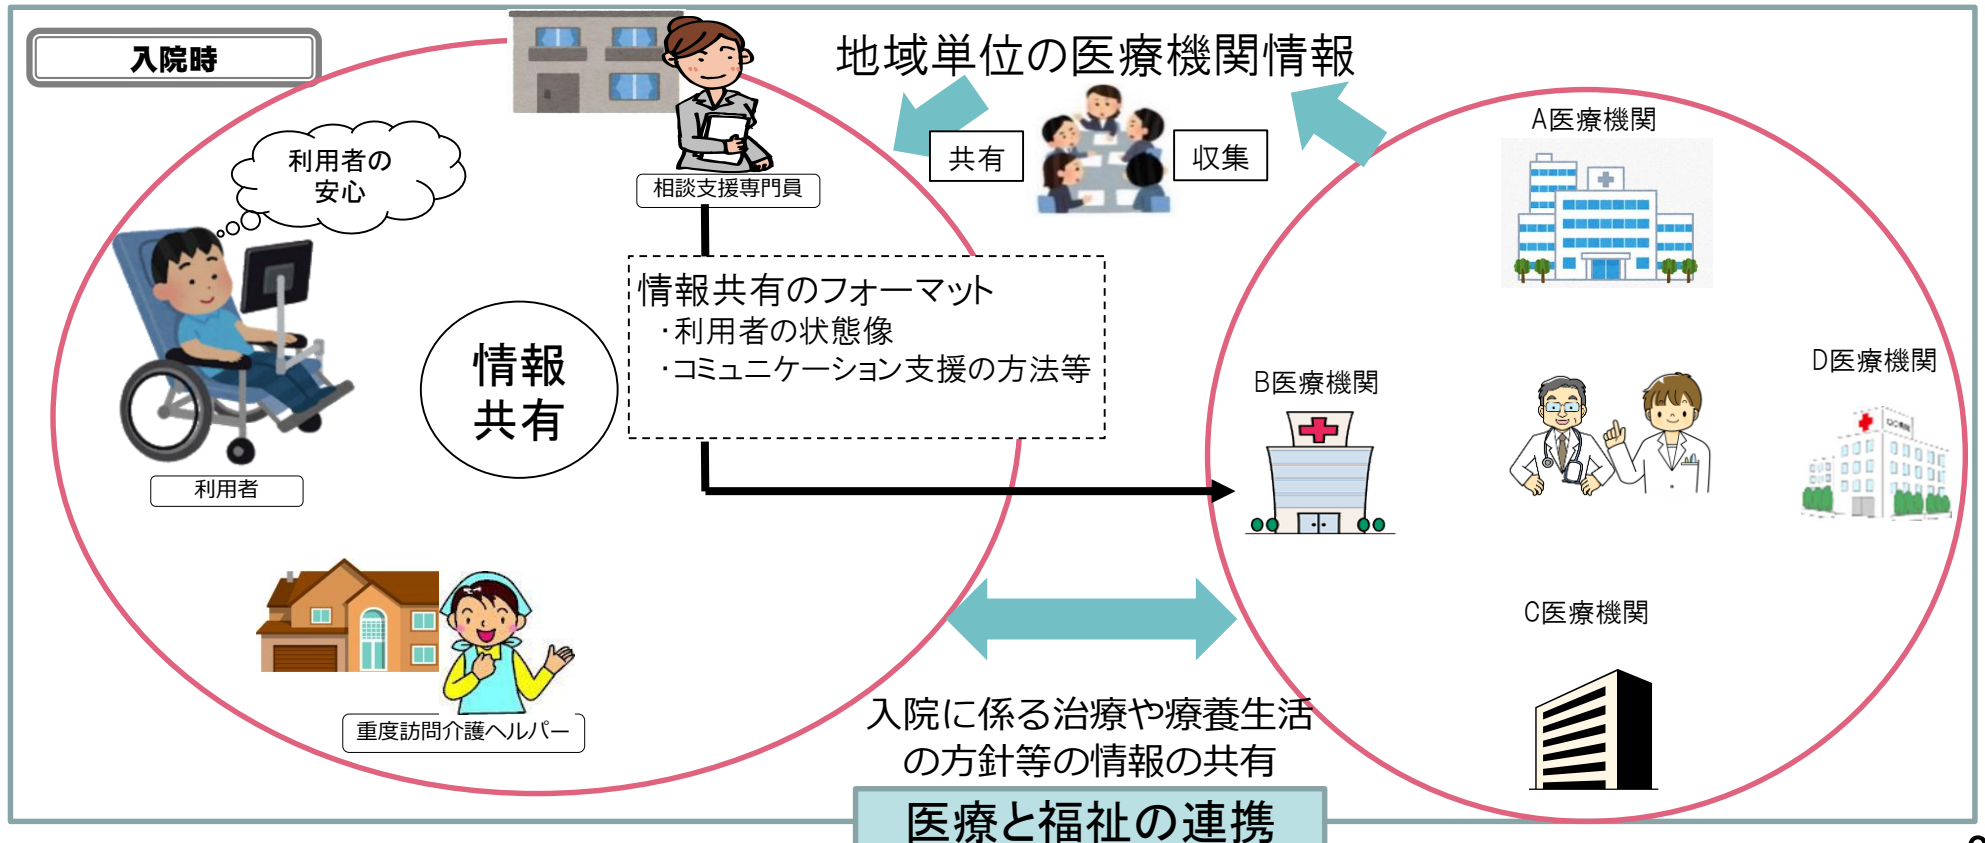 入院時
地域単位の医療機関情報
共有
収集
利用者の
安心
相談支援専門員
情報共有のフォーマット
・利用者の状態像
・コミュニケーション支援の方法等
情報
共有
利用者
重度訪問介護ヘルパー
A医療機関
B医療機関
D医療機関
C医療機関
入院に係る治療や療養生活
の方針等の情報の共有
医療と福祉の連携